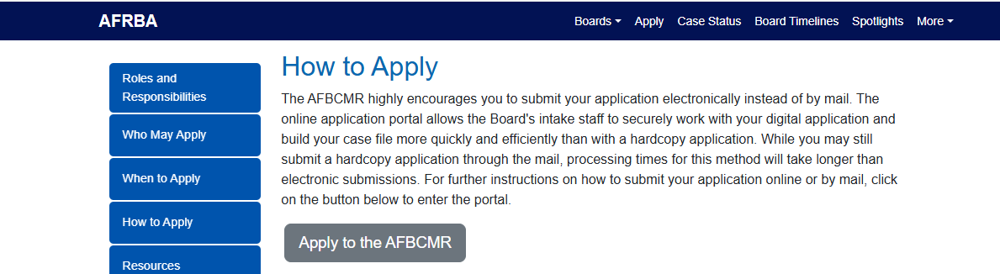 AFRBA
Boards
Apply
Case Status
Board Timelines
Spotlights
More
Roles and
Responsibilities
Who May Apply
When to Apply
How to Apply
Resources
How to Apply
The AFBCMR highly encourages you to submit your application electronically instead of by mail. The
online application portal allows the Board's intake staff to securely work with your digital application and
build your case file more quickly and efficiently than with a hardcopy application. While you may still
submit a hardcopy application through the mail, processing times for this method will take longer than
electronic submissions. For further instructions on how to submit your application online or by mail, click
on the button below to enter the portal.
Apply to the AFBCMR